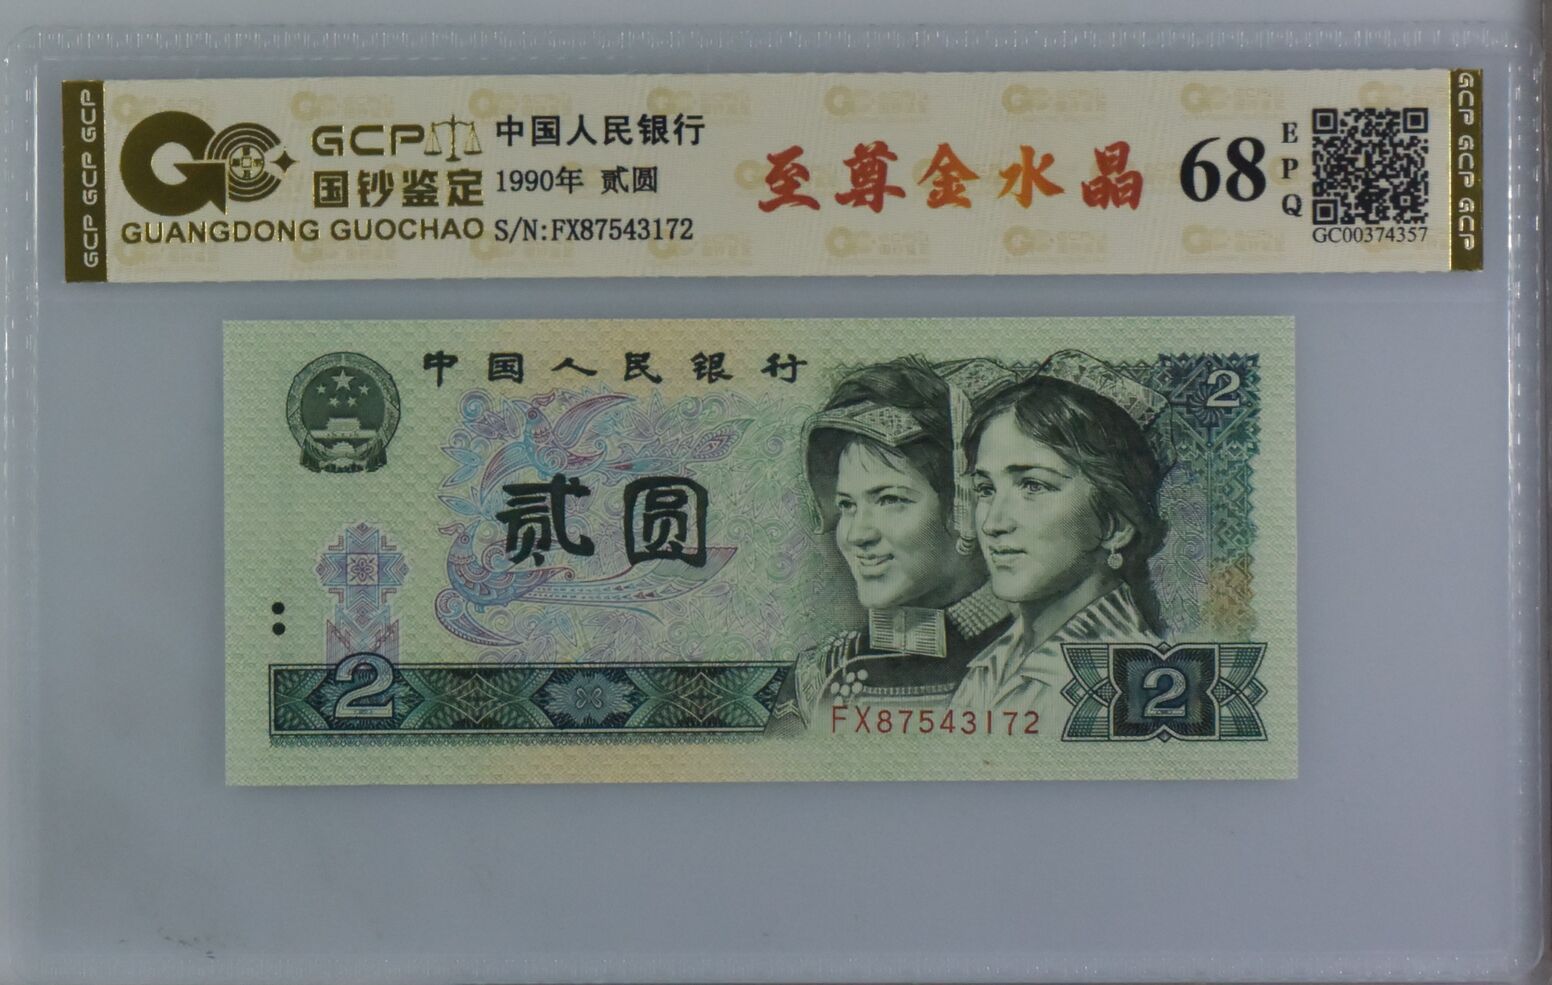 GCP GCP GCP
GCP
国钞鉴定
GUANGDONG GUOCHAO
中国人民银行
1990年 贰圆
S/N:FX87543172
至尊金水晶
68
EPQ
GC00374357
GCP GCP GCP
中国人民银行
2
贰圆
2
FX87543172
2